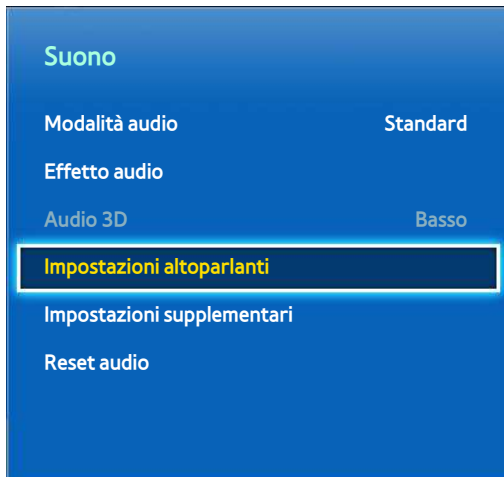 Suono
Modalità audio Standard
Effetto audio
Audio 3D Basso
Impostazioni altoparlanti
Impostazioni supplementari
Reset audio